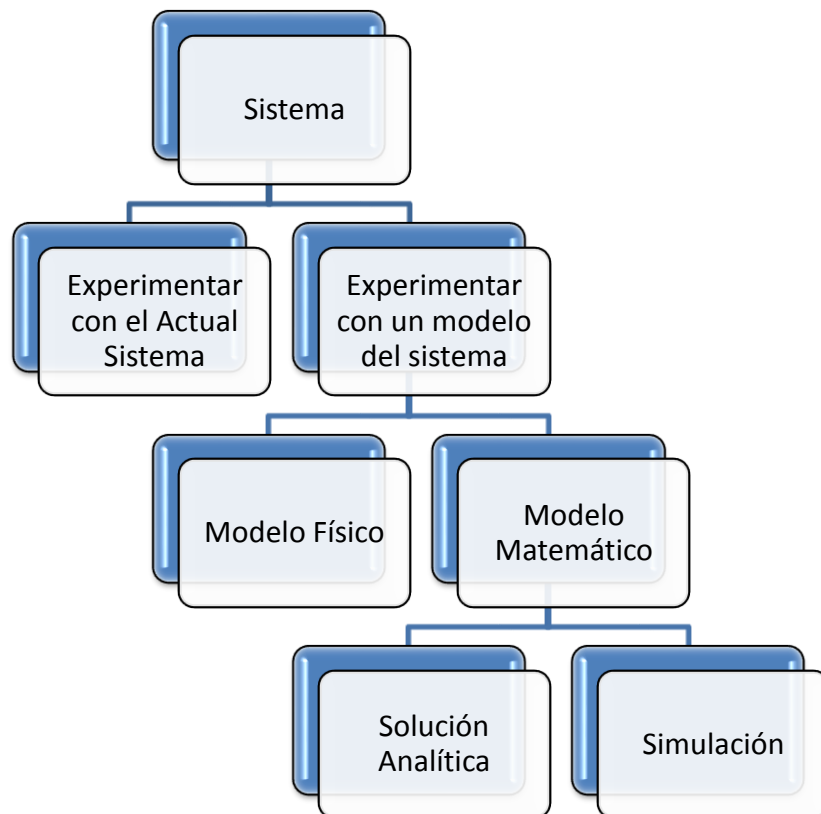 Sistema
Experimentar
con el Actual
Sistema
Experimentar
con un modelo
del sistema
Modelo Físico
Modelo
Matemático
Solución
Analítica
Simulación